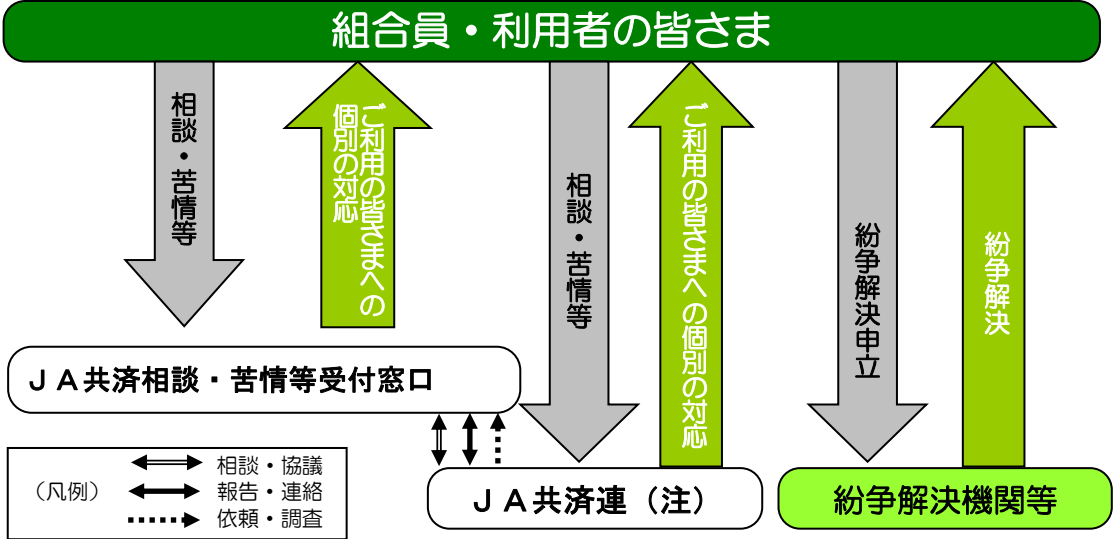 組合員・利用者の皆さま
相談・苦情等
ご利用の皆さまへの
個別の対応
相談・苦情等
ご利用の皆さまへの個別の対応
紛争解決申立
紛争解決
ＪＡ共済相談・苦情等受付窓口
ＪＡ共済連（注）
紛争解決機関等
（凡例）
相談・協議
報告・連絡
依頼・調査